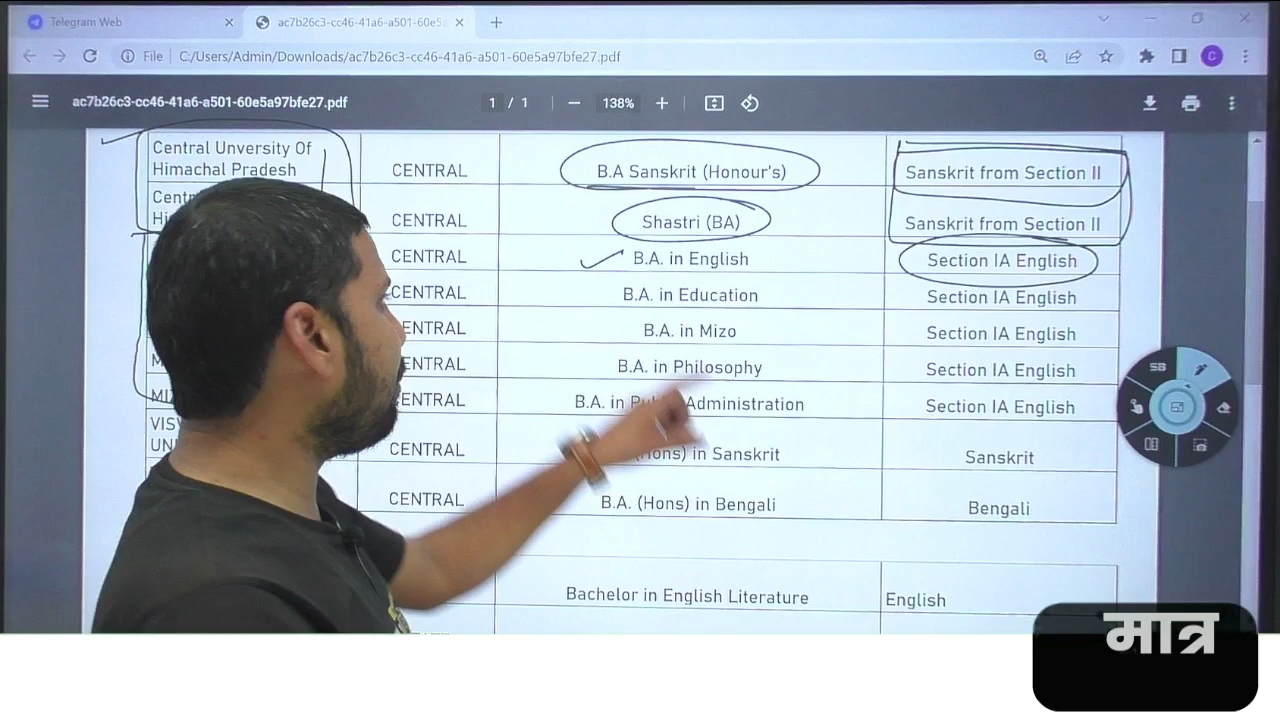 Telegram Web
ac7b26c3-cc46-41a6-a501-60e5
File C:/Users/Admin/Downloads/ac7b26c3-cc46-41a6-a501-60e5a97bfe27.pdf
ac7b26c3-cc46-41a6-a501-60e5a97bfe27.pdf 1 / 1 138%
Central Unversity Of
Himachal Pradesh CENTRAL B.A Sanskrit (Honour's) Sanskrit from Section II
CENTRAL Shastri (BA) Sanskrit from Section II
CENTRAL B.A. in English Section IA English
CENTRAL B.A. in Education Section IA English
B.A. in Mizo Section IA English
B.A. in Philosophy Section IA English
B.A. in Administration Section IA English
CENTRAL in Sanskrit Sanskrit
CENTRAL B.A. (Hons) in Bengali Bengali
Bachelor in English Literature English
SB
मात्र